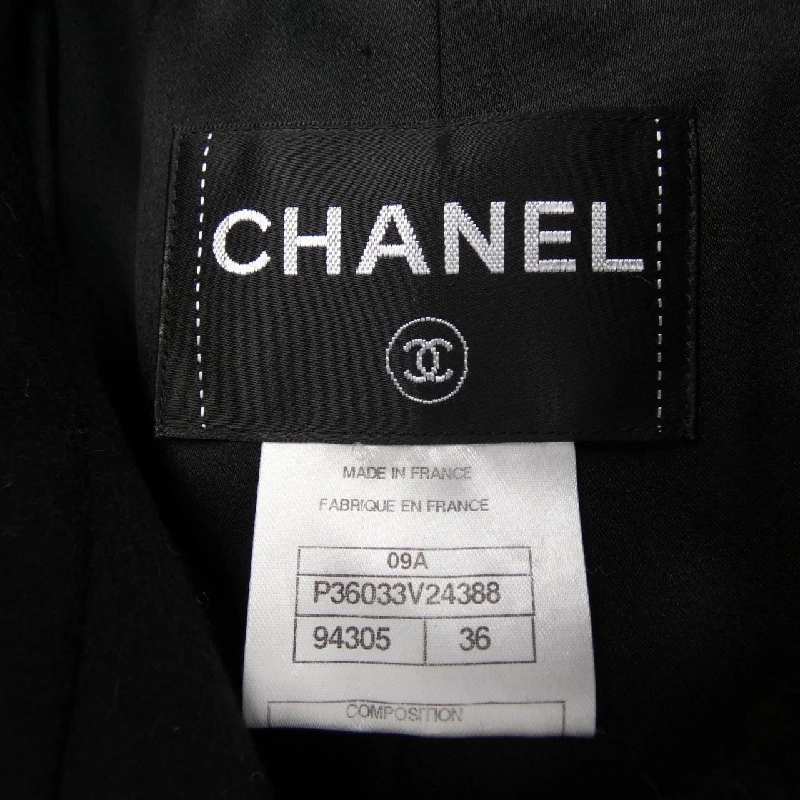 CHANEL
MADE IN FRANCE
FABRIQUE EN FRANCE
09A
P36033V24388
94305 36
COMPOSITION